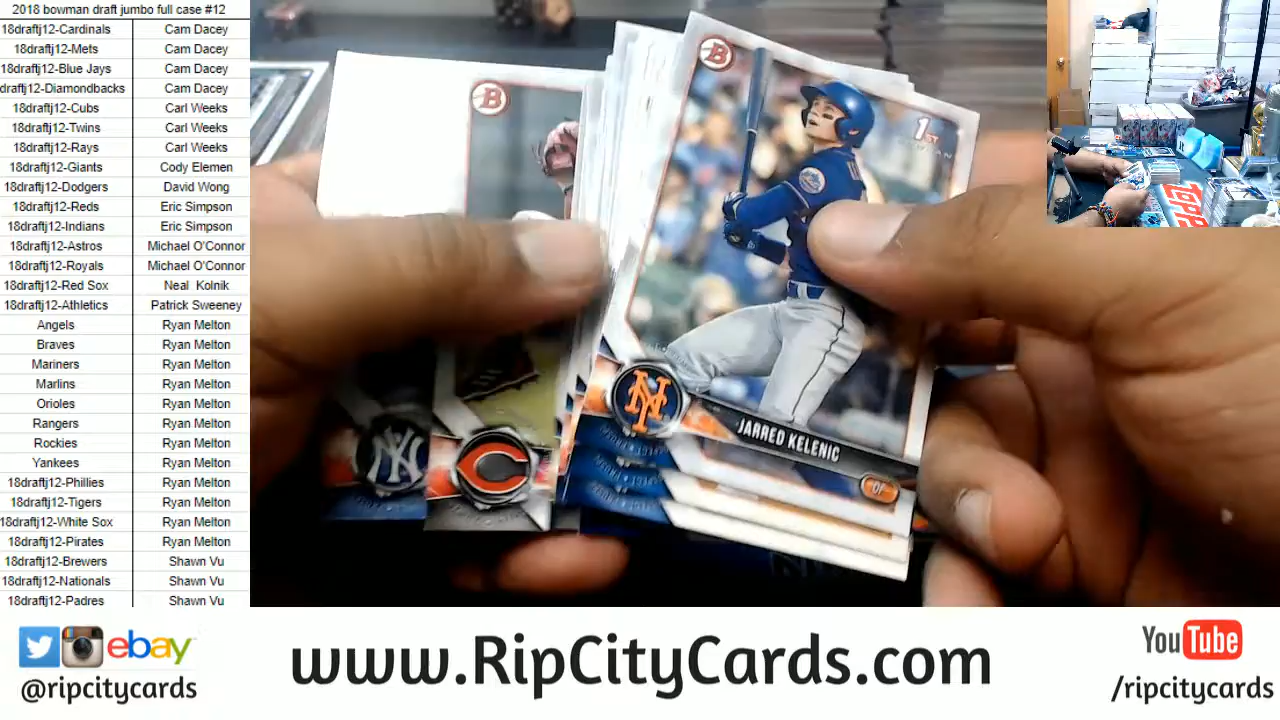 2018 bowman draft jumbo full case #12
18draftj12-Cardinals Cam Dacey
18draftj12-Mets Cam Dacey
18draftj12-Blue Jays Cam Dacey
draftj12-Diamondbacks Cam Dacey
18draftj12-Cubs Carl Weeks
18draftj12-Twins Carl Weeks
18draftj12-Rays Carl Weeks
18draftj12-Giants Cody Elemen
18draftj12-Dodgers David Wong
18draftj12-Reds Eric Simpson
18draftj12-Indians Eric Simpson
18draftj12-Astros Michael O'Connor
18draftj12-Royals Michael O'Connor
18draftj12-Red Sox Neal Kolnik
18draftj12-Athletics Patrick Sweeney
Angels Ryan Melton
Braves Ryan Melton
Mariners Ryan Melton
Marlins Ryan Melton
Orioles Ryan Melton
Rangers Ryan Melton
Rockies Ryan Melton
Yankees Ryan Melton
18draftj12-Phillies Ryan Melton
18draftj12-Tigers Ryan Melton
18draftj12-White Sox Ryan Melton
18draftj12-Pirates Ryan Melton
18draftj12-Brewers Shawn Vu
18draftj12-Nationals Shawn Vu
18draftj12-Padres Shawn Vu
B
B
1ST
NY
JARRED KELENIC
OF
NY
C
TOPPS
ebay
@ripcitycards
www.RipCityCards.com
YouTube
/ripcitycards